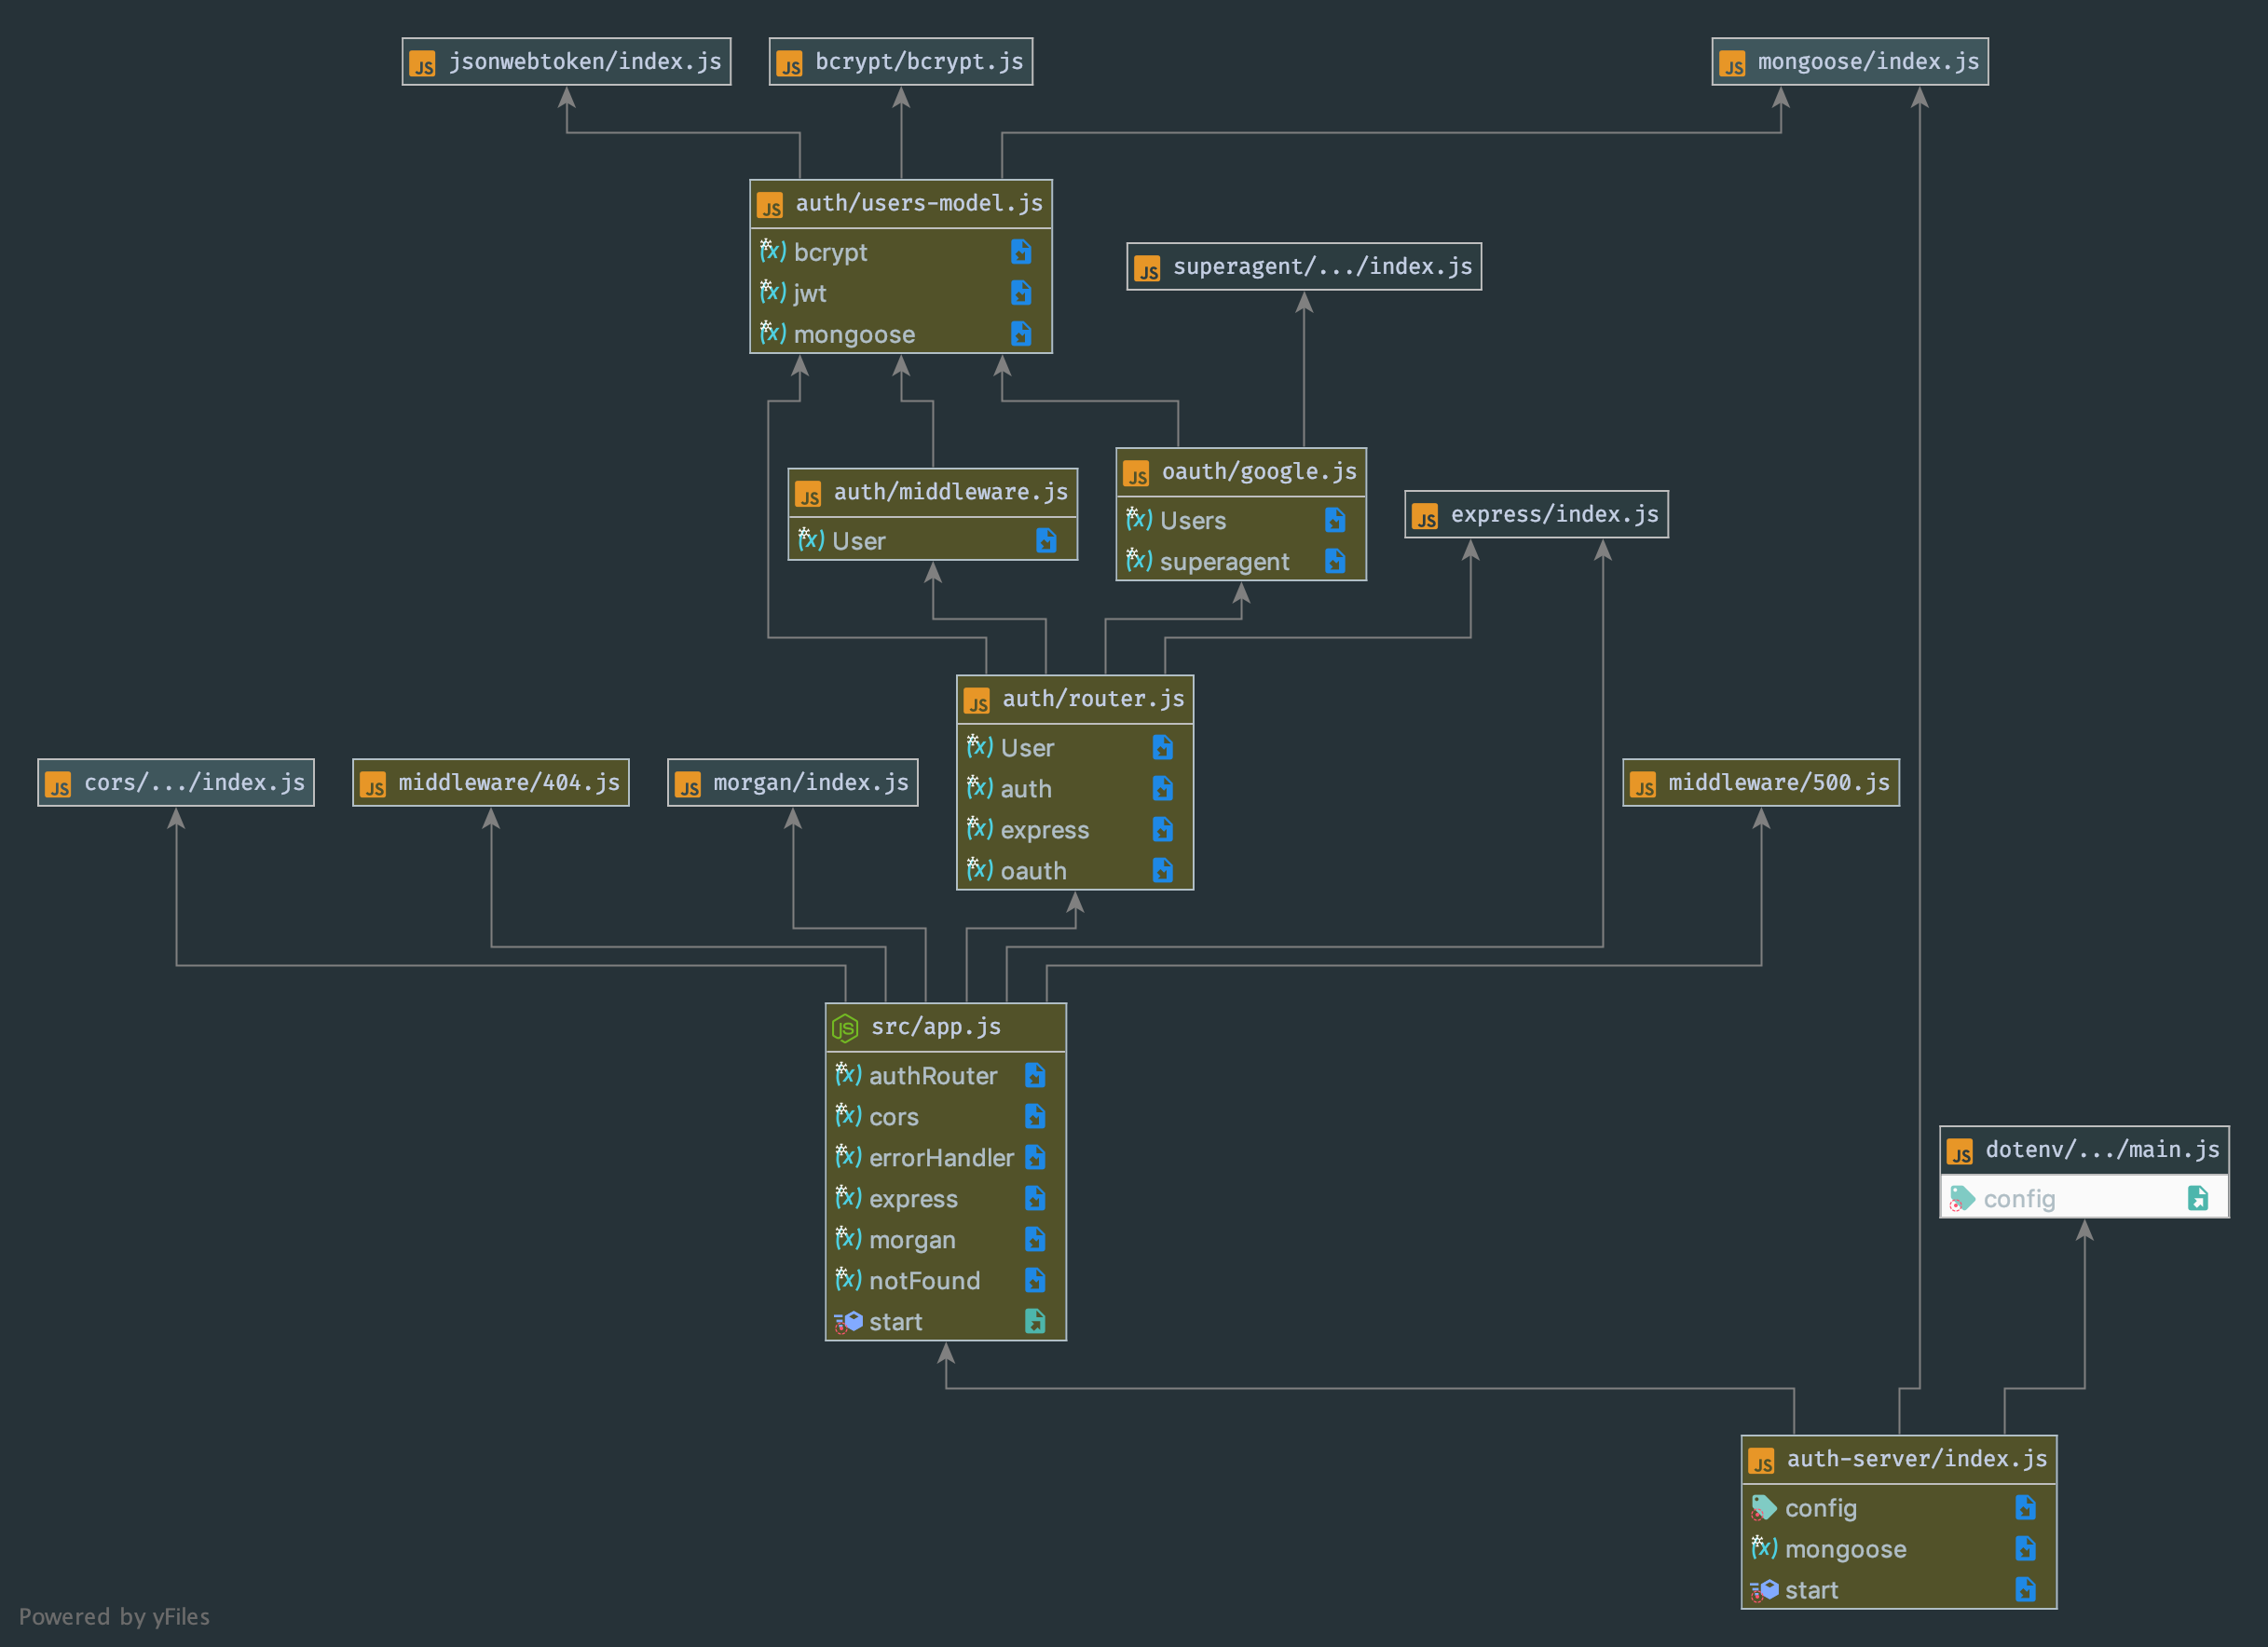 jsonwebtoken/index.js
bcrypt/bcrypt.js
mongoose/index.js
auth/users-model.js
bcrypt
jwt
mongoose
superagent/.../index.js
auth/middleware.js
User
oauth/google.js
Users
superagent
express/index.js
auth/router.js
User
auth
express
oauth
cors/.../index.js
middleware/404.js
morgan/index.js
middleware/500.js
src/app.js
authRouter
cors
errorHandler
express
morgan
notFound
start
dotenv/.../main.js
config
auth-server/index.js
config
mongoose
start
Powered by yFiles